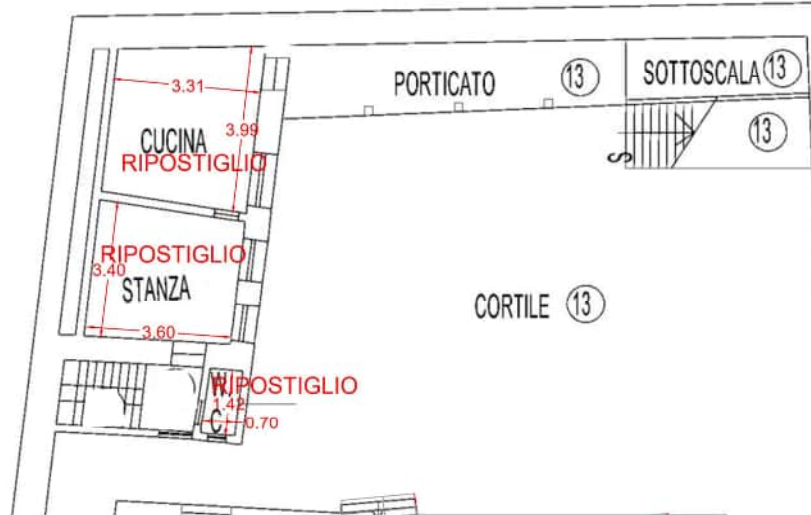 PORTICATO 13
SOTTOSCALA 13
3.31
3.99
CUCINA
RIPOSTIGLIO
13
S
RIPOSTIGLIO
3.40
STANZA
CORTILE 13
3.60
RIPOSTIGLIO
W.
1.42
C
0.70